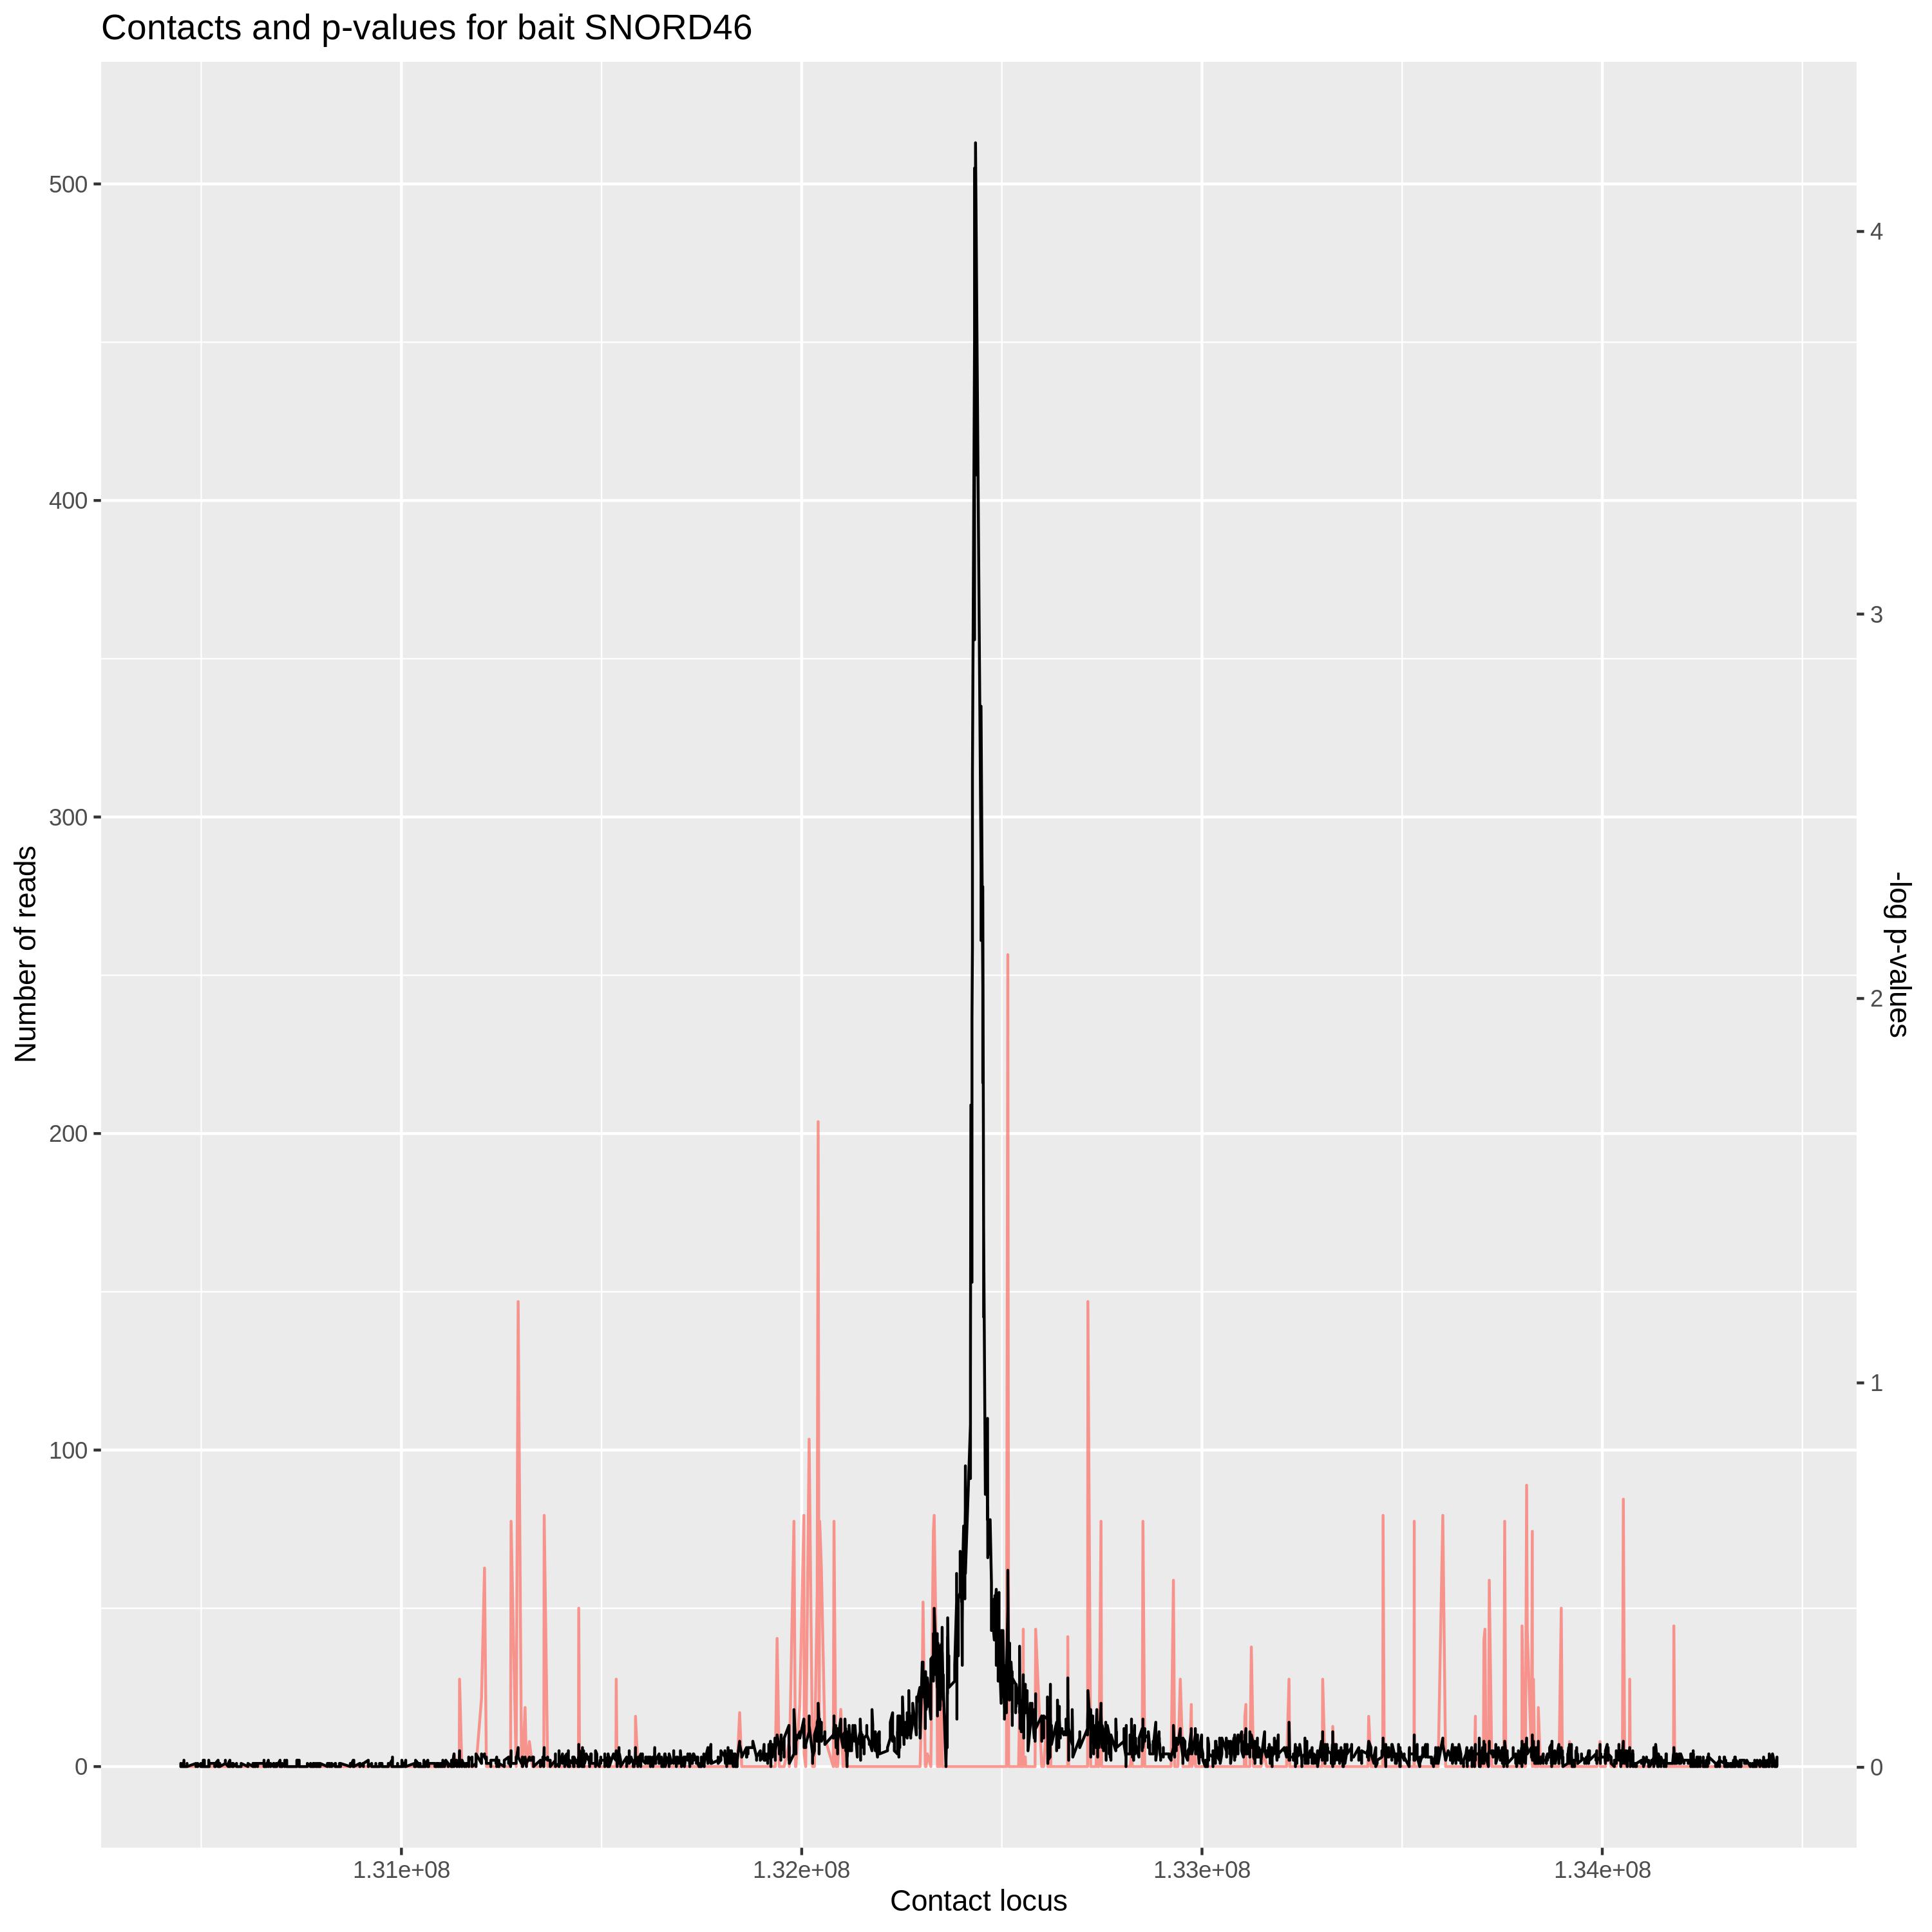 Contacts and p-values for bait SNORD46
500
400
300
200
100
0
Number of reads
4
3
2
1
0
-log p-values
1.31e+08
1.32e+08
1.33e+08
1.34e+08
Contact locus